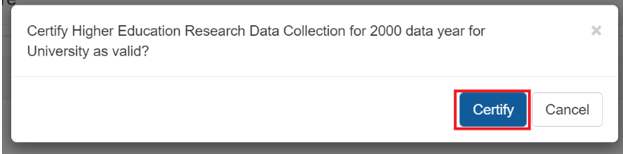 Certify Higher Education Research Data Collection for 2000 data year for
University as valid?
×
Certify
Cancel